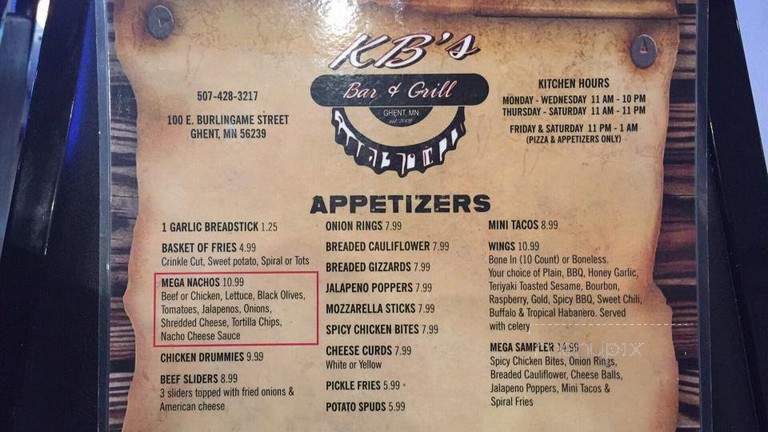 KB's
Bar & Grill
GHENT, MN
507-428-3217
100 E. BURLINGAME STREET
GHENT, MN 56239
KITCHEN HOURS
MONDAY - WEDNESDAY 11 AM - 10 PM
THURSDAY - SATURDAY 11 AM - 11 PM
FRIDAY & SATURDAY 11 PM - 1 AM
(PIZZA & APPETIZERS ONLY)
APPETIZERS
1 GARLIC BREADSTICK 1.25
BASKET OF FRIES 4.99
Crinkle Cut, Sweet potato, Spiral or Tots
MEGA NACHOS 10.99
Beef or Chicken, Lettuce, Black Olives,
Tomatoes, Jalapenos, Onions,
Shredded Cheese, Tortilla Chips,
Nacho Cheese Sauce
CHICKEN DRUMMIES 9.99
BEEF SLIDERS 8.99
3 sliders topped with fried onions &
American cheese
ONION RINGS 7.99
BREADED CAULIFLOWER 7.99
BREADED GIZZARDS 7.99
JALAPENO POPPERS 7.99
MOZZARELLA STICKS 7.99
SPICY CHICKEN BITES 7.99
CHEESE CURDS 7.99
White or Yellow
PICKLE FRIES 5.99
POTATO SPUDS 5.99
MINI TACOS 8.99
WINGS 10.99
Bone In (10 Count) or Boneless.
Your choice of Plain, BBQ, Honey Garlic,
Teriyaki Toasted Sesame, Bourbon,
Raspberry, Gold, Spicy BBQ, Sweet Chili,
Buffalo & Tropical Habanero. Served
with celery
MEGA SAMPLER 14.99
Spicy Chicken Bites, Onion Rings,
Breaded Cauliflower, Cheese Balls,
Jalapeno Poppers, Mini Tacos &
Spiral Fries